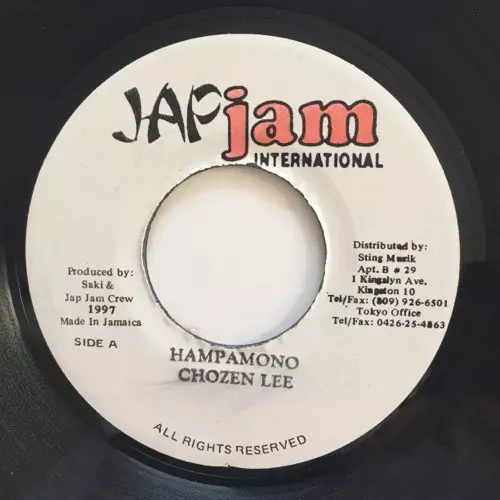 JAPjam
INTERNATIONAL
Produced by:
Saki &
Jap Jam Crew
1997
Made In Jamaica
SIDE A
Distributed by:
Sting Muzik
Apt. B # 29
1 Kingalyn Ave.
Kingston 10
Tel/Fax: (809) 926-6501
Tokyo Office
Tel/Fax: 0426-25-4863
HAMPAMONO
CHOZEN LEE
ALL RIGHTS RESERVED